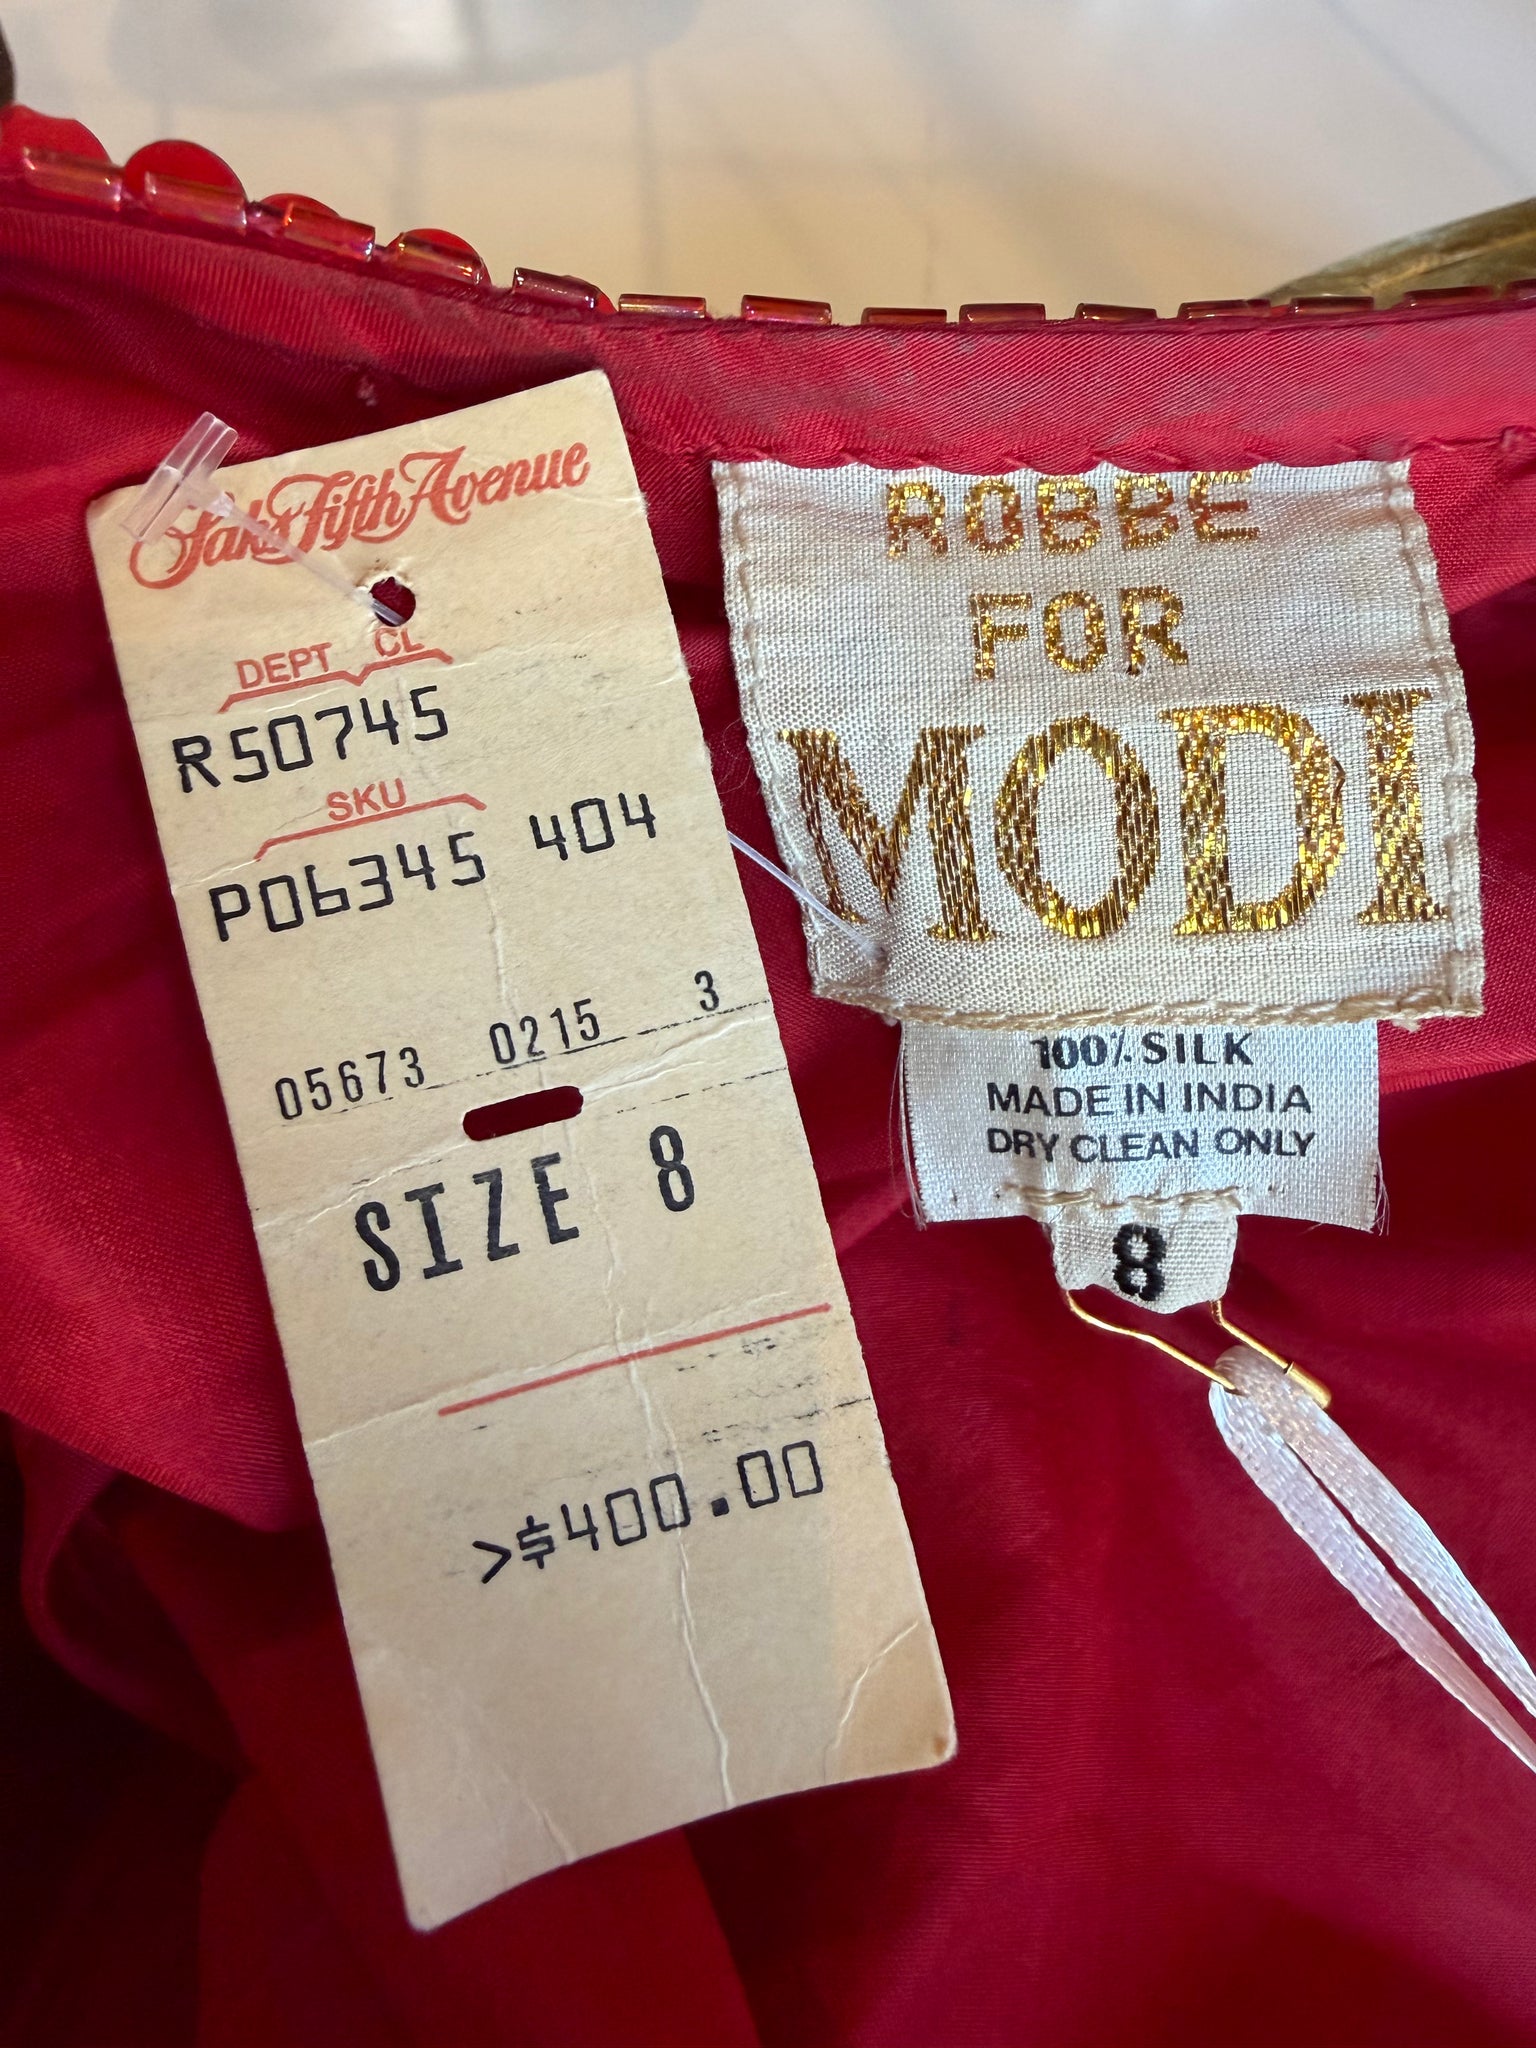 Saks Fifth Avenue
DEPT CL
R50745
SKU
P06345 404
05673 0215 3
SIZE 8
>$400.00
ROBBE
FOR
MODI
100% SILK
MADE IN INDIA
DRY CLEAN ONLY
8